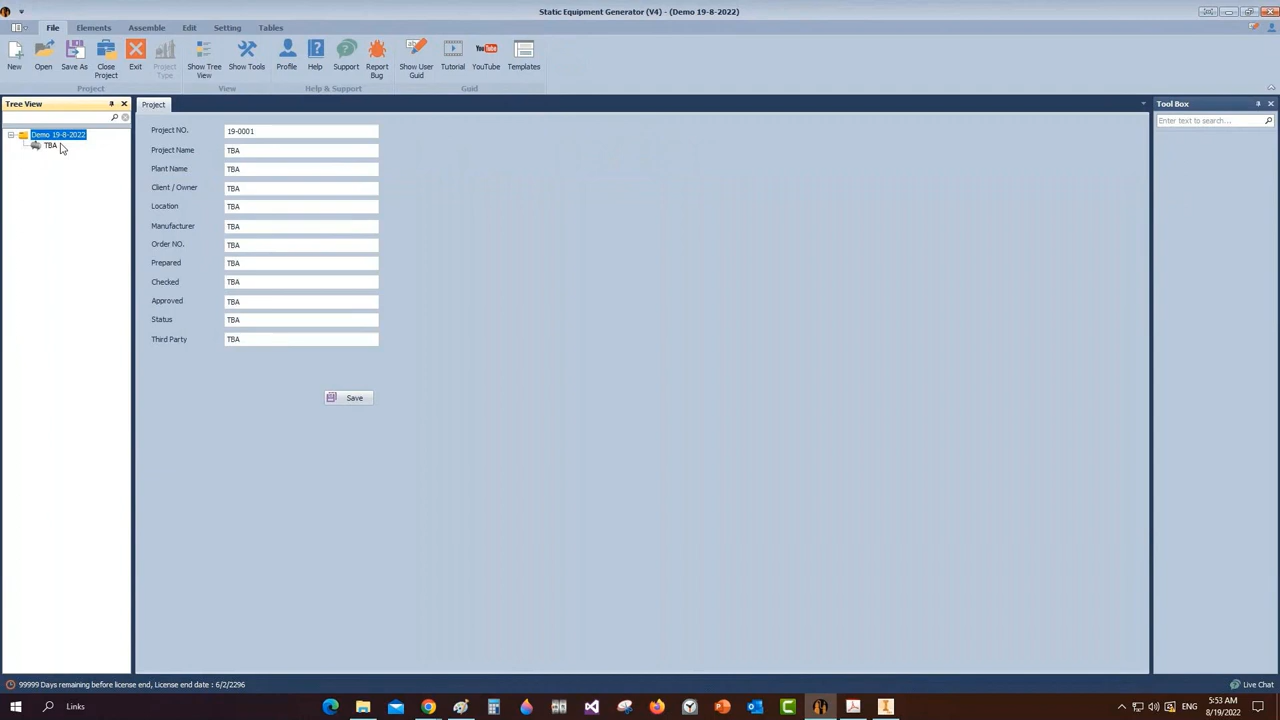 Static Equipment Generator (V4) - (Demo 19-8-2022)
File Elements Assemble Edit Setting Tables
New Open Save As Close Project Exit Project Type Show Tree View Show Tools Profile Help Support Report Bug Show User Guid Tutorial YouTube Templates
Project View Help & Support Guid
Tree View
Demo 19-8-2022
TBA
Project
Project NO. 19-0001
Project Name TBA
Plant Name TBA
Client / Owner TBA
Location TBA
Manufacturer TBA
Order NO. TBA
Prepared TBA
Checked TBA
Approved TBA
Status TBA
Third Party TBA
Save
Tool Box
Enter text to search...
99999 Days remaining before license end, License end date : 6/2/2296
Live Chat
Links
ENG
5:53 AM
8/19/2022